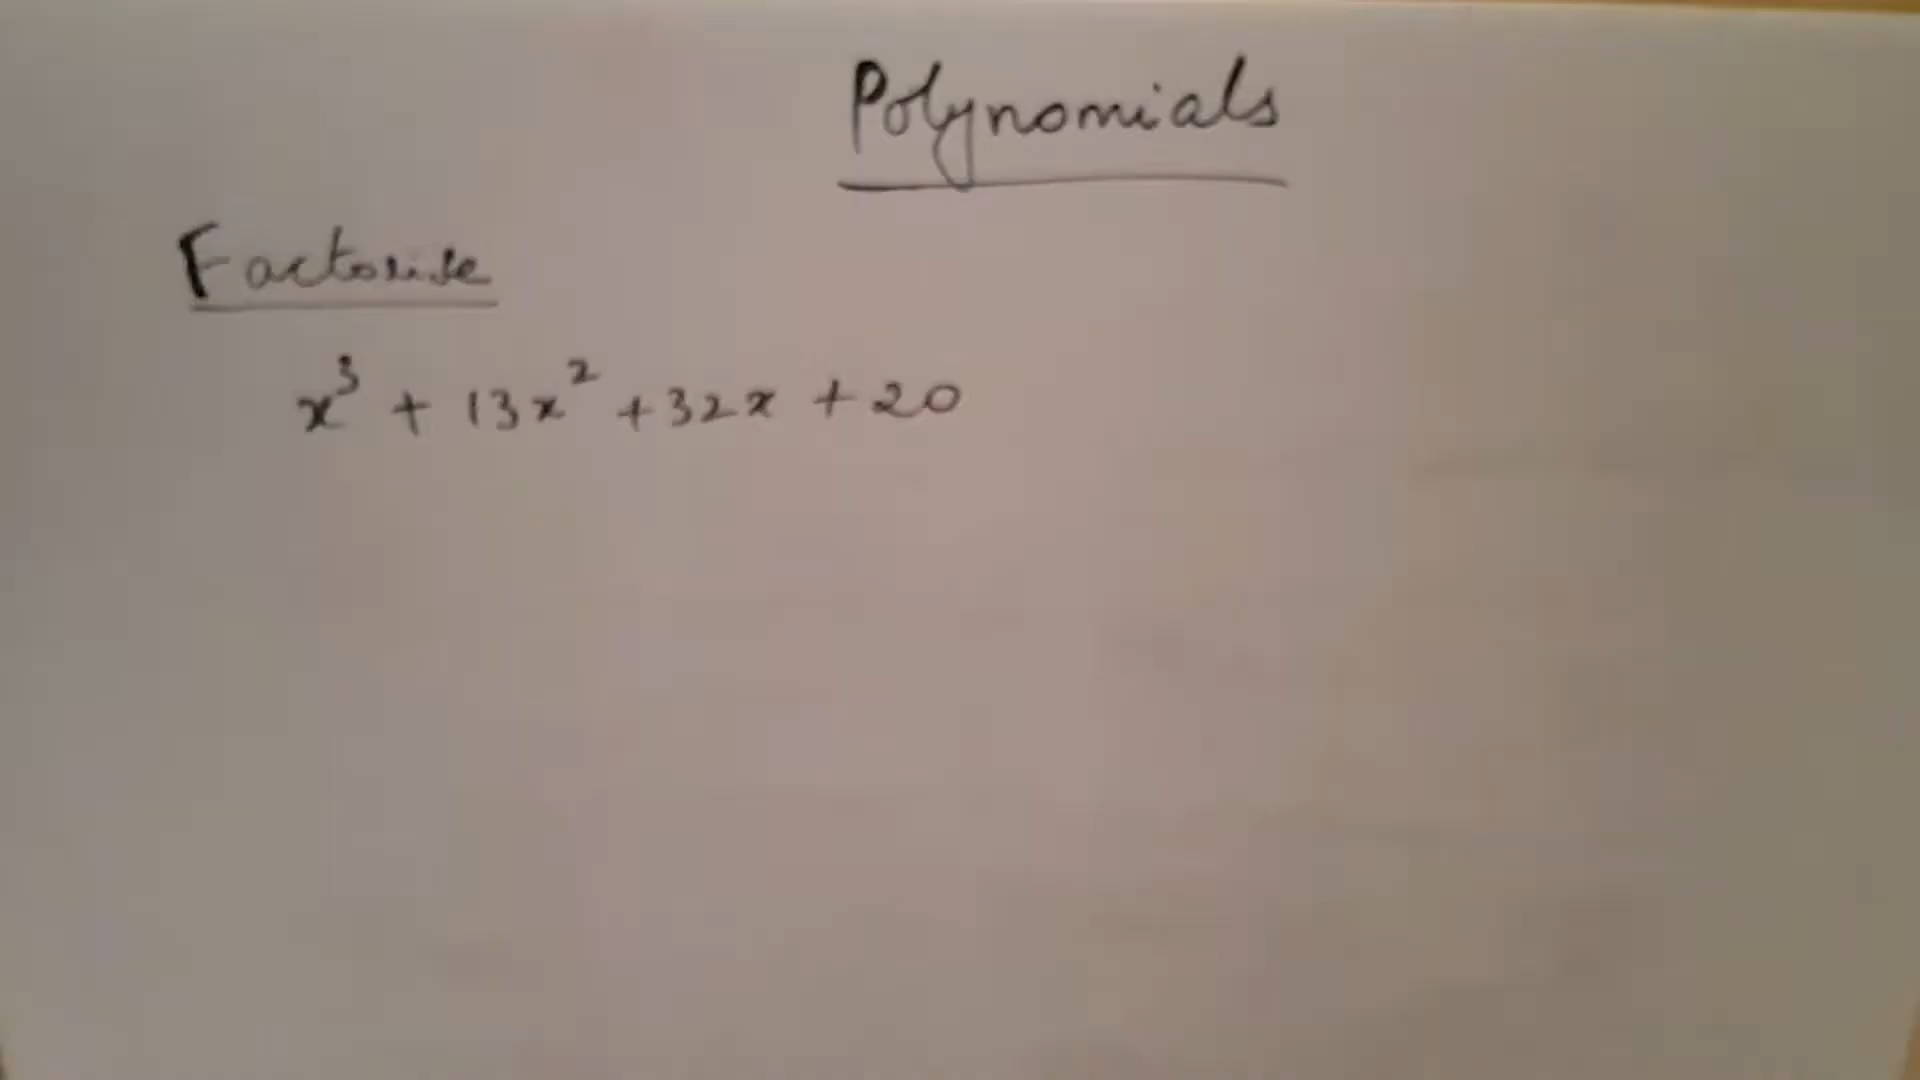 Polynomials
Factorise
x³ + 13x² + 32x + 20